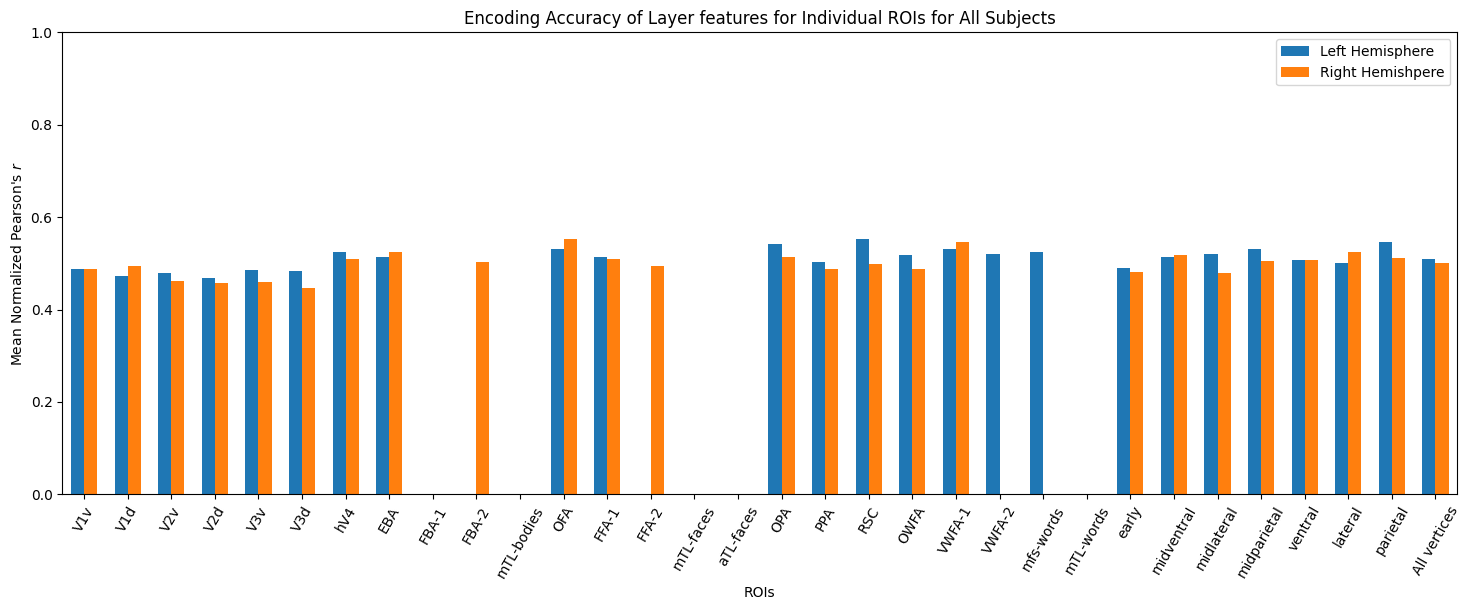 Encoding Accuracy of Layer features for Individual ROIs for All Subjects
Left Hemisphere
Right Hemishpere
Mean Normalized Pearson's r
1.0
0.8
0.6
0.4
0.2
0.0
V1v
V1d
V2v
V2d
V3v
V3d
hV4
EBA
FBA-1
FBA-2
mTL-bodies
OFA
FFA-1
FFA-2
mTL-faces
aTL-faces
OPA
PPA
RSC
OWFA
VWFA-1
VWFA-2
mfs-words
mTL-words
early
midventral
midlateral
midparietal
ventral
lateral
parietal
All vertices
ROIs